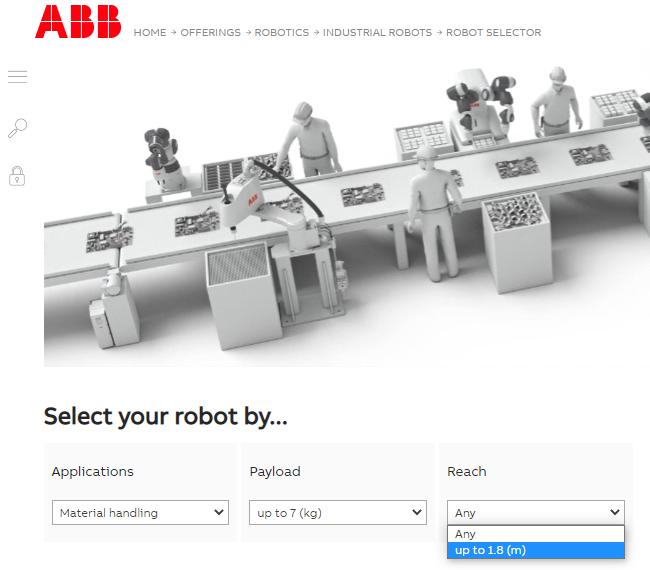 ABB
HOME → OFFERINGS → ROBOTICS → INDUSTRIAL ROBOTS → ROBOT SELECTOR
ABB
Select your robot by...
Applications
Payload
Reach
Material handling
up to 7 (kg)
Any
Any
up to 1.8 (m)